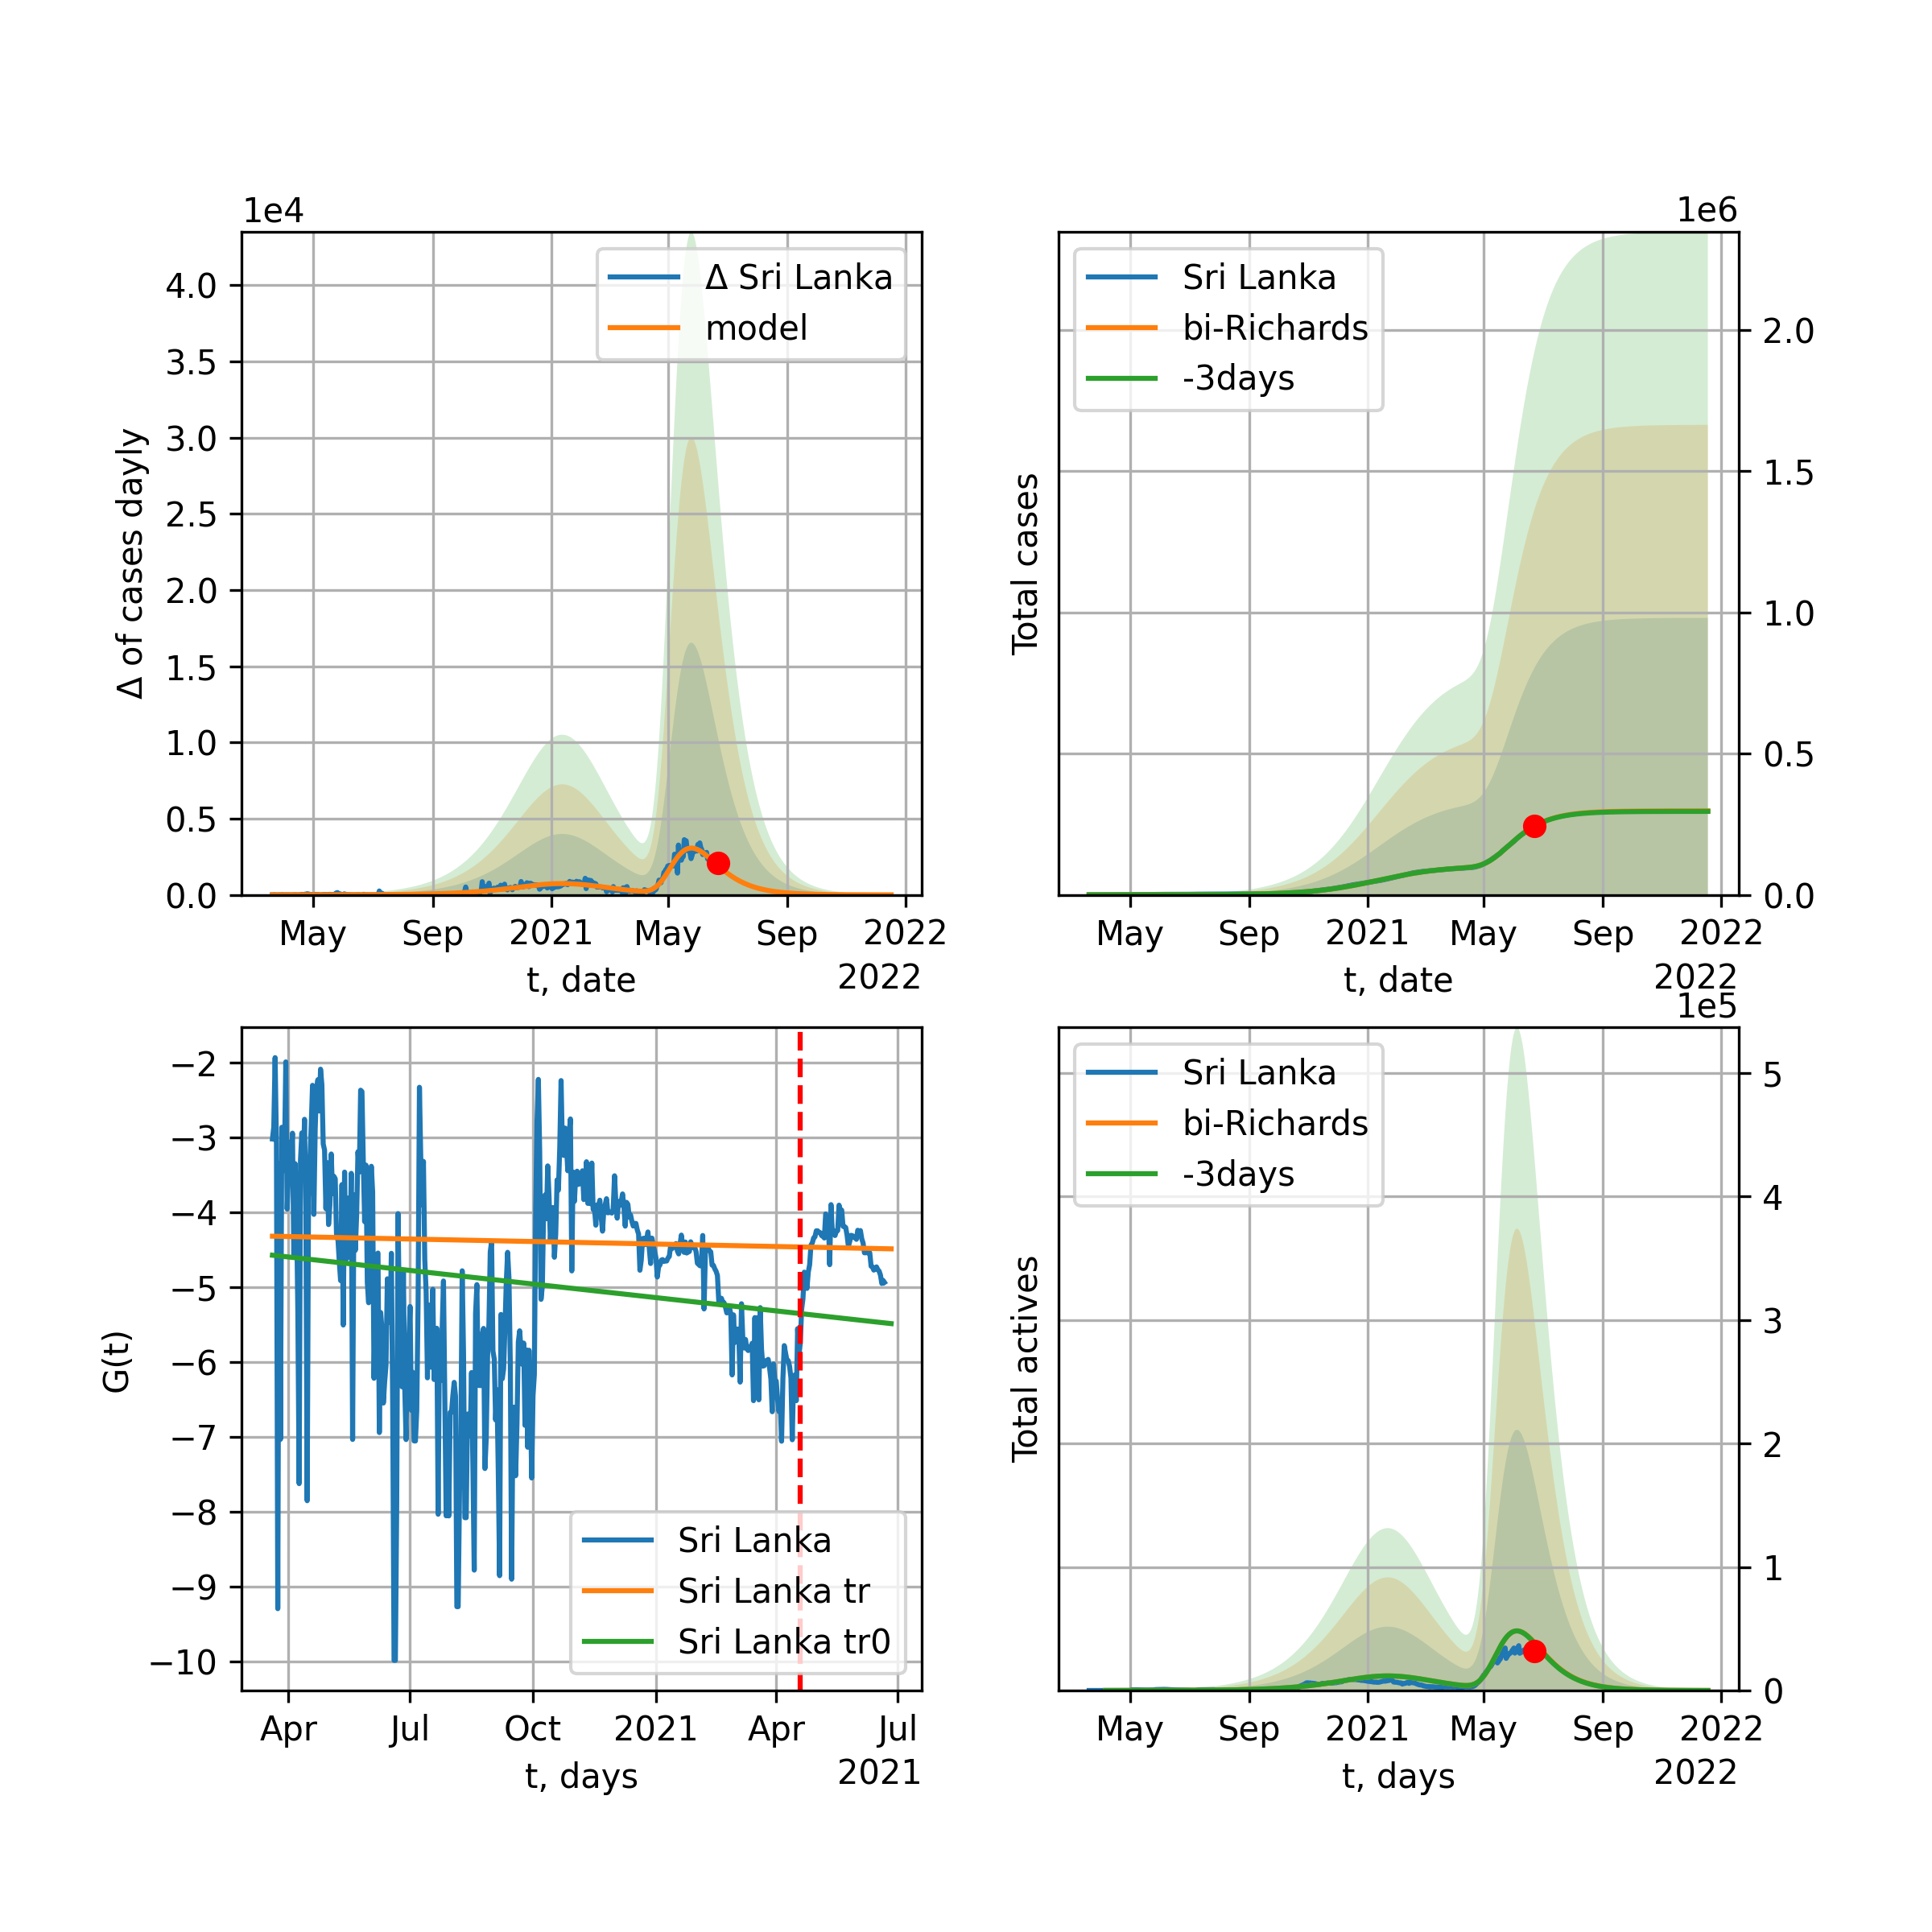 1e4
Δ Sri Lanka
model
4.0
3.5
3.0
2.5
2.0
1.5
1.0
0.5
0.0
Δ of cases dayly
May Sep 2021 May Sep 2022
t, date
2022
1e6
Sri Lanka
bi-Richards
-3days
2.0
1.5
1.0
0.5
0.0
Total cases
May Sep 2021 May Sep 2022
t, date
2022
−2
−3
−4
−5
−6
−7
−8
−9
−10
G(t)
Sri Lanka
Sri Lanka tr
Sri Lanka tr0
Apr Jul Oct 2021 Apr Jul
t, days
2021
1e5
Sri Lanka
bi-Richards
-3days
5
4
3
2
1
0
Total actives
May Sep 2021 May Sep 2022
t, days
2022